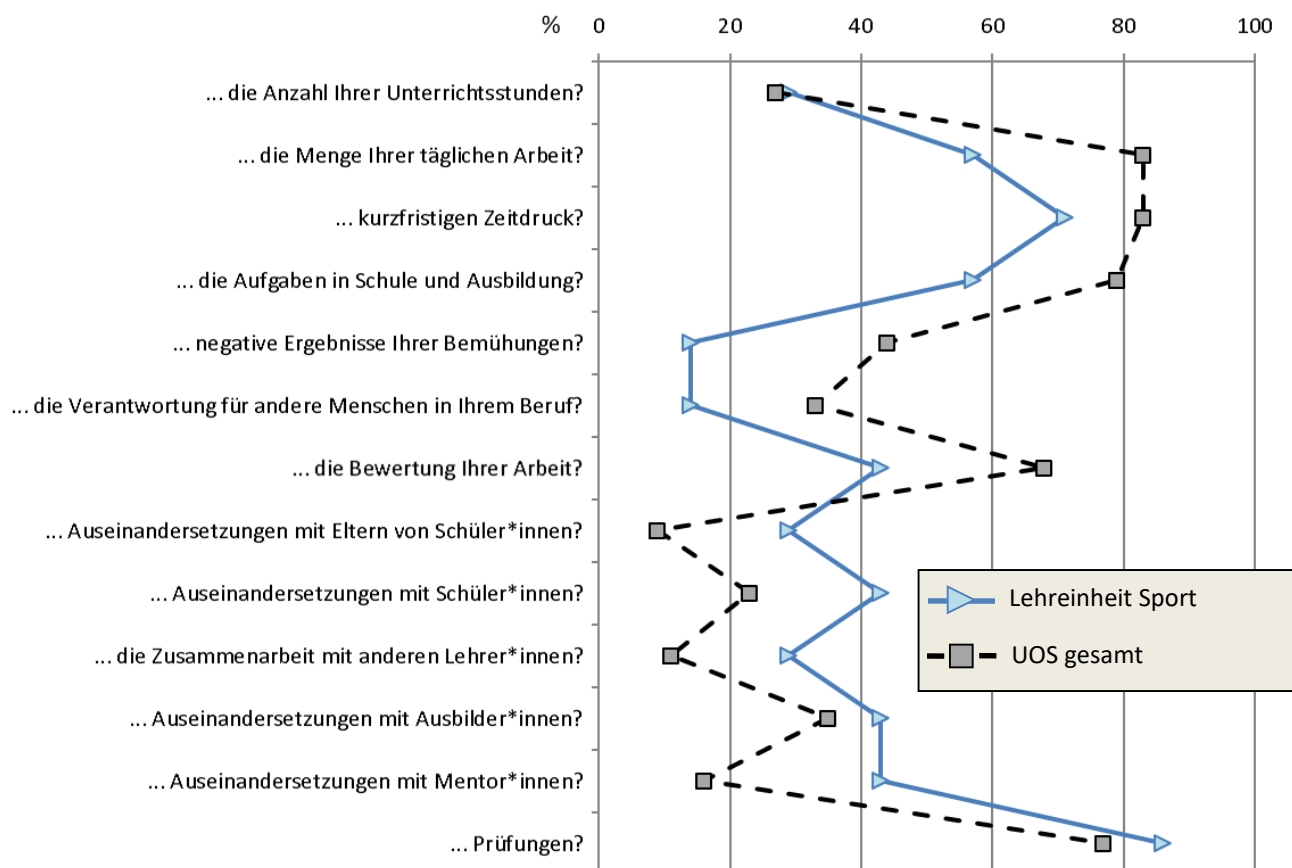 % 0 20 40 60 80 100
... die Anzahl Ihrer Unterrichtsstunden?
... die Menge Ihrer täglichen Arbeit?
... kurzfristigen Zeitdruck?
... die Aufgaben in Schule und Ausbildung?
... negative Ergebnisse Ihrer Bemühungen?
... die Verantwortung für andere Menschen in Ihrem Beruf?
... die Bewertung Ihrer Arbeit?
... Auseinandersetzungen mit Eltern von Schüler*innen?
... Auseinandersetzungen mit Schüler*innen?
... die Zusammenarbeit mit anderen Lehrer*innen?
... Auseinandersetzungen mit Ausbilder*innen?
... Auseinandersetzungen mit Mentor*innen?
... Prüfungen?
Lehreinheit Sport
UOS gesamt